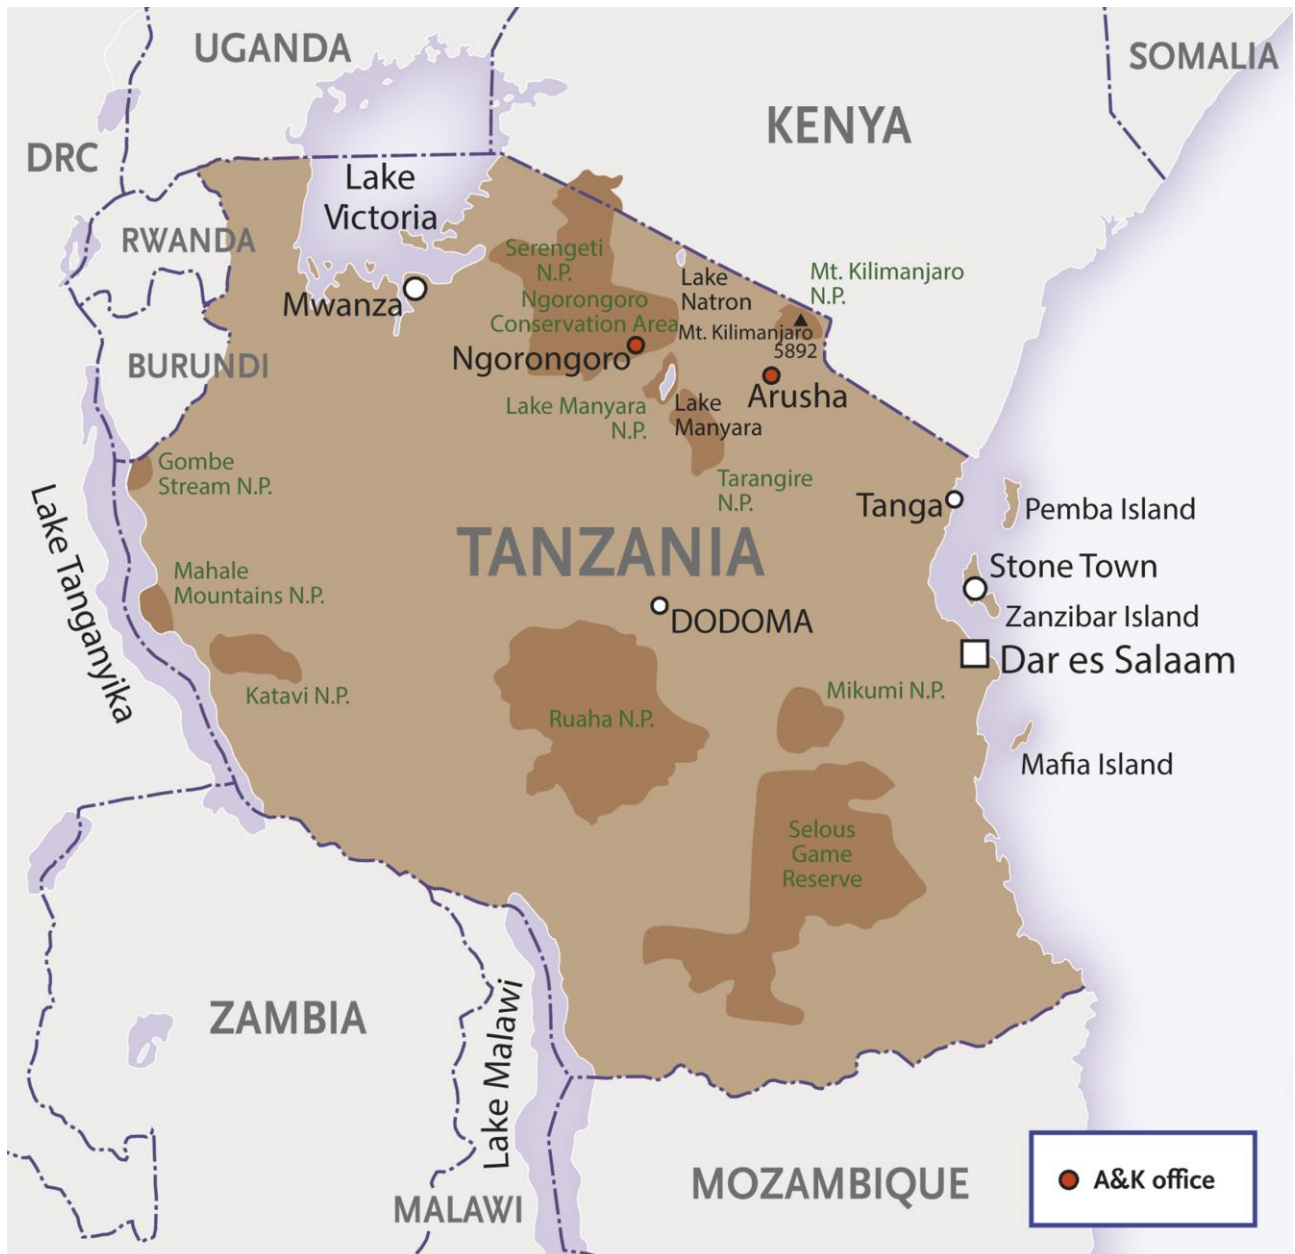 UGANDA
SOMALIA
KENYA
DRC
Lake
Victoria
RWANDA
Serengeti
N.P.
Lake
Natron
Mt. Kilimanjaro
N.P.
Mwanza
Ngorongoro
Conservation Area
Mt. Kilimanjaro
5892
BURUNDI
Ngorongoro
Arusha
Lake Manyara
N.P.
Lake
Manyara
Gombe
Stream N.P.
Tarangire
N.P.
Lake Tanganyika
Tanga
Pemba Island
TANZANIA
Stone Town
Mahale
Mountains N.P.
DODOMA
Zanzibar Island
Dar es Salaam
Katavi N.P.
Ruaha N.P.
Mikumi N.P.
Mafia Island
Selous
Game
Reserve
ZAMBIA
Lake Malawi
MALAWI
MOZAMBIQUE
A&K office